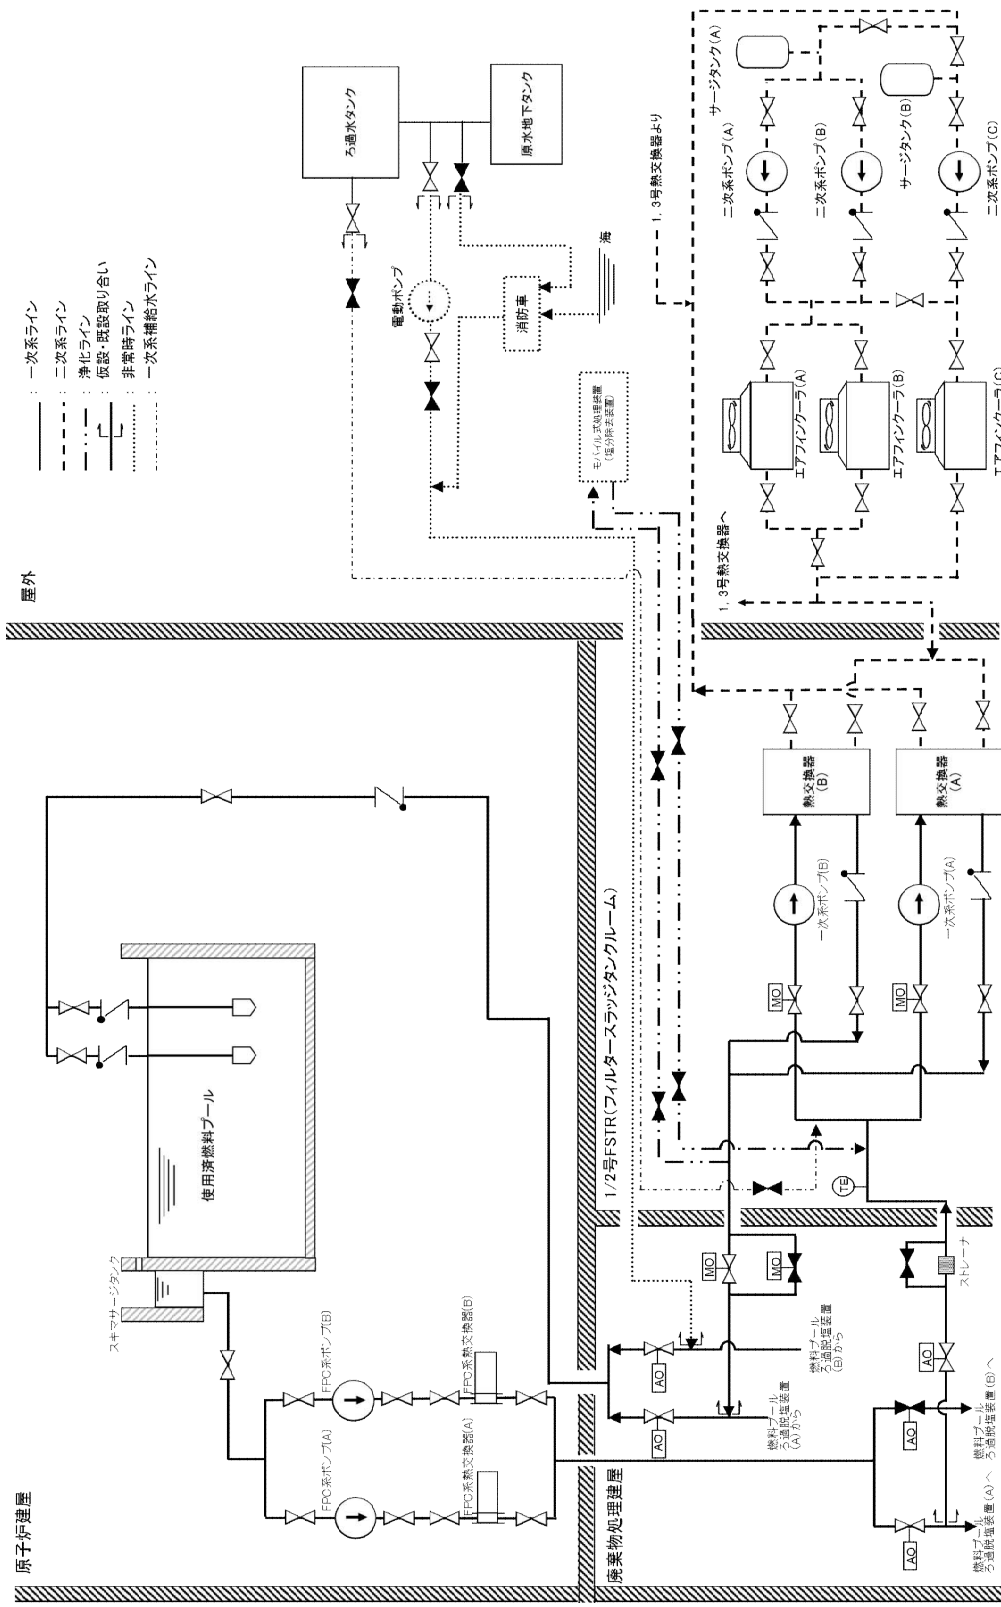 ：一次系ライン
：二次系ライン
：浄化ライン
：仮設・既設取り合い
：非常時ライン
：一次系補給水ライン
屋外
ろ過水タンク
原水地下タンク
電動ポンプ
消防車
海
モバイル式処理装置
(塩分除去装置)
1, 3号熱交換器より
1, 3号熱交換器へ
サージタンク(A)
サージタンク(B)
二次系ポンプ(A)
二次系ポンプ(B)
二次系ポンプ(C)
エアフィンクーラ(A)
エアフィンクーラ(B)
エアフィンクーラ(C)
原子炉建屋
スキマサージタンク
使用済燃料プール
FPC系ポンプ(B)
FPC系ポンプ(A)
FPC系熱交換器(B)
FPC系熱交換器(A)
1/2号FSTR(フィルタースラッジタンクルーム)
熱交換器
(B)
熱交換器
(A)
一次系ポンプ(B)
一次系ポンプ(A)
MO
MO
TE
廃棄物処理建屋
MO
MO
AO
AO
燃料プール
ろ過脱塩装置
(B)から
燃料プール
ろ過脱塩装置
(A)から
ストレーナ
AO
AO
AO
燃料プール
ろ過脱塩装置(B)へ
燃料プール
ろ過脱塩装置(A)へ